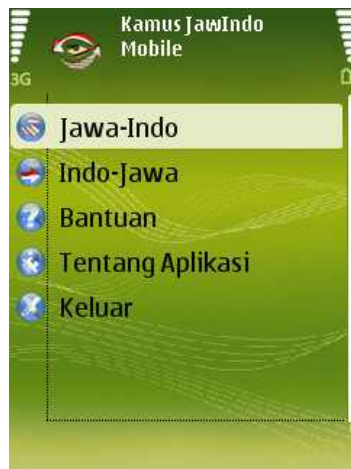 Kamus JawIndo
Mobile
3G
Jawa-Indo
Indo-Jawa
Bantuan
Tentang Aplikasi
Keluar